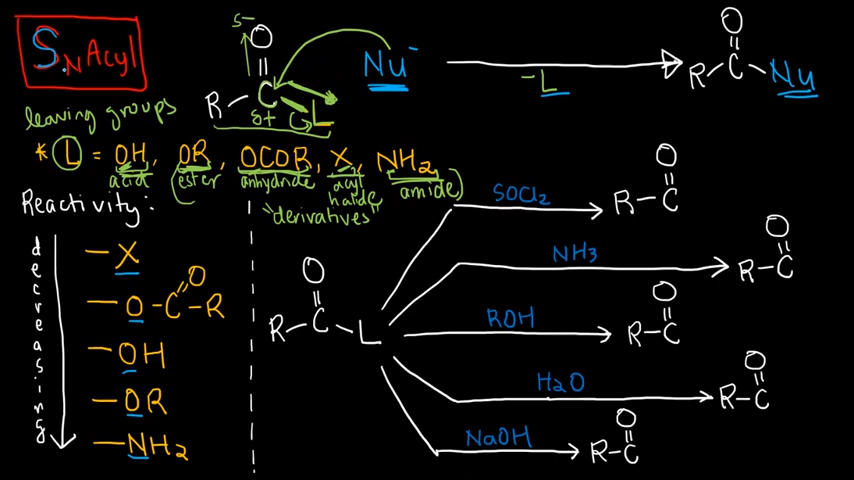 SNAcyl
δ-
O
R - C - L
δ+
Nu⁻
-L
O
R - C - Nu
leaving groups
* L = OH, OR, OCOR, X, NH2
acid (ester anhydride acyl halide amide)
"derivatives"
Reactivity:
decreasing
- X
- O - C - R
O
- OH
- OR
- NH2
O
R - C - L
SOCl2
O
R - C
NH3
O
R - C
ROH
O
R - C
H2O
O
R - C
NaOH
O
R - C